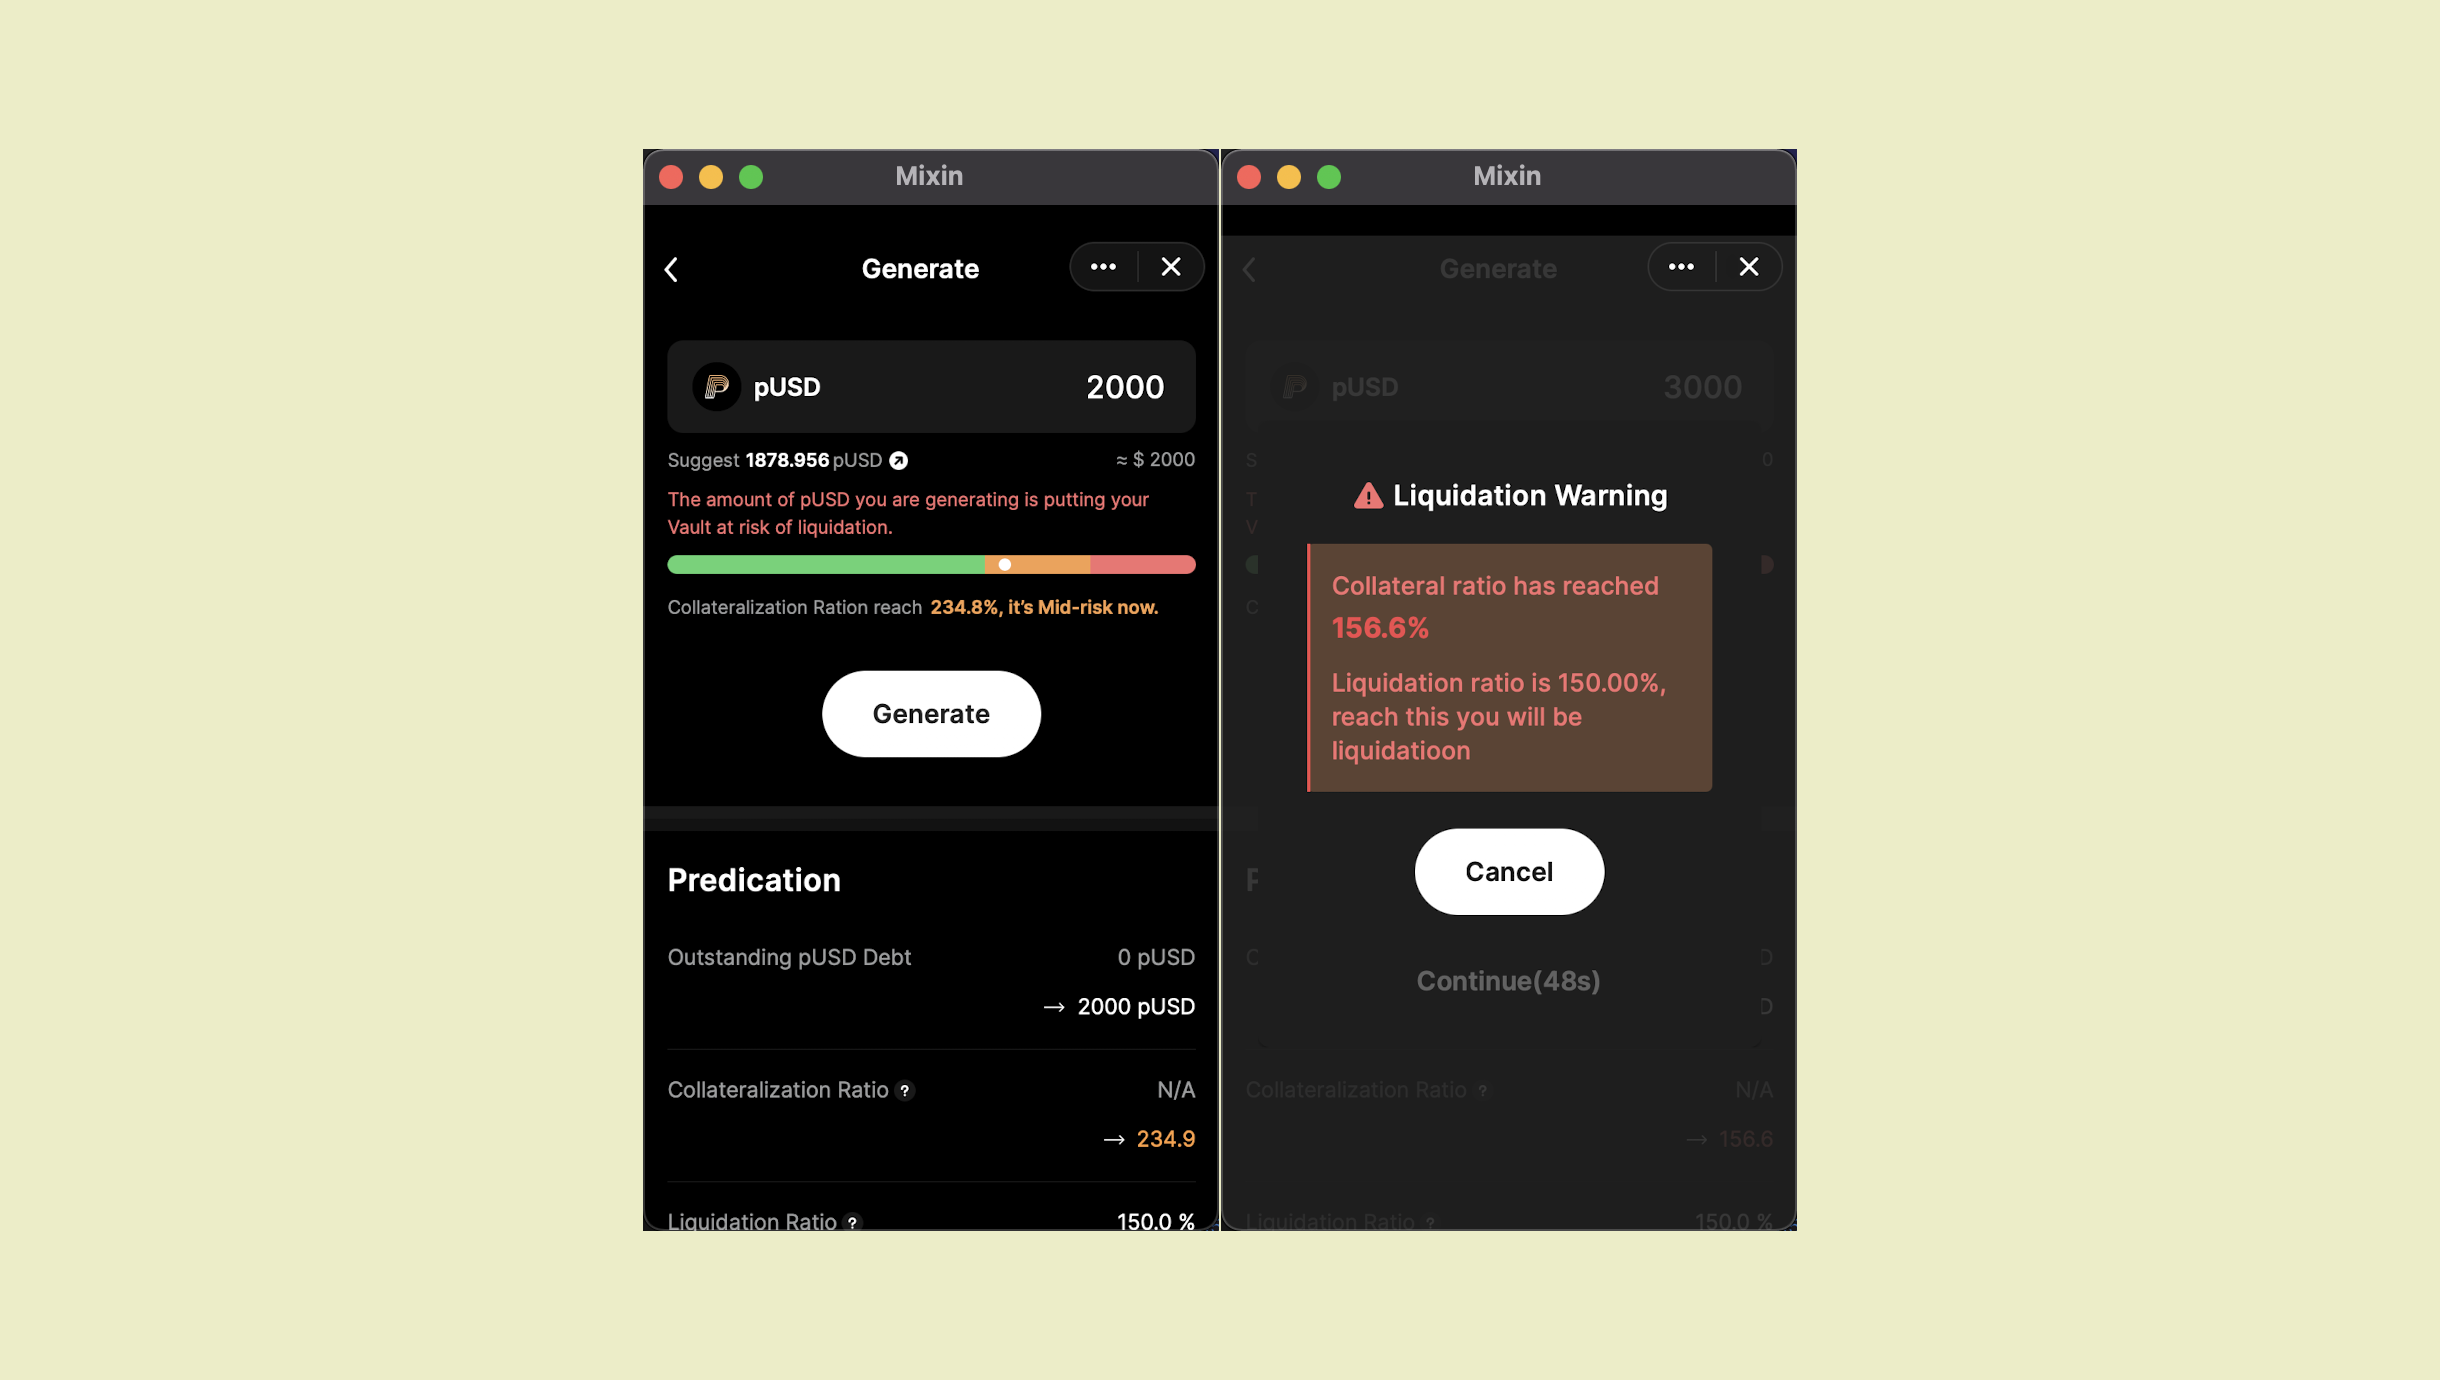 Mixin
Generate
pUSD
2000
Suggest 1878.956 pUSD
≈ $ 2000
The amount of pUSD you are generating is putting your
Vault at risk of liquidation.
Collateralization Ration reach 234.8%, it's Mid-risk now.
Generate
Predication
Outstanding pUSD Debt
0 pUSD
→ 2000 pUSD
Collateralization Ratio ?
N/A
→ 234.9
Liquidation Ratio ?
150.0 %
Mixin
Generate
pUSD
3000
S
0
T
V
C
Liquidation Warning
Collateral ratio has reached
156.6%
Liquidation ratio is 150.00%,
reach this you will be
liquidatioon
Cancel
Continue(48s)
Collateralization Ratio ?
N/A
→ 156.6
Liquidation Ratio ?
150.0 %